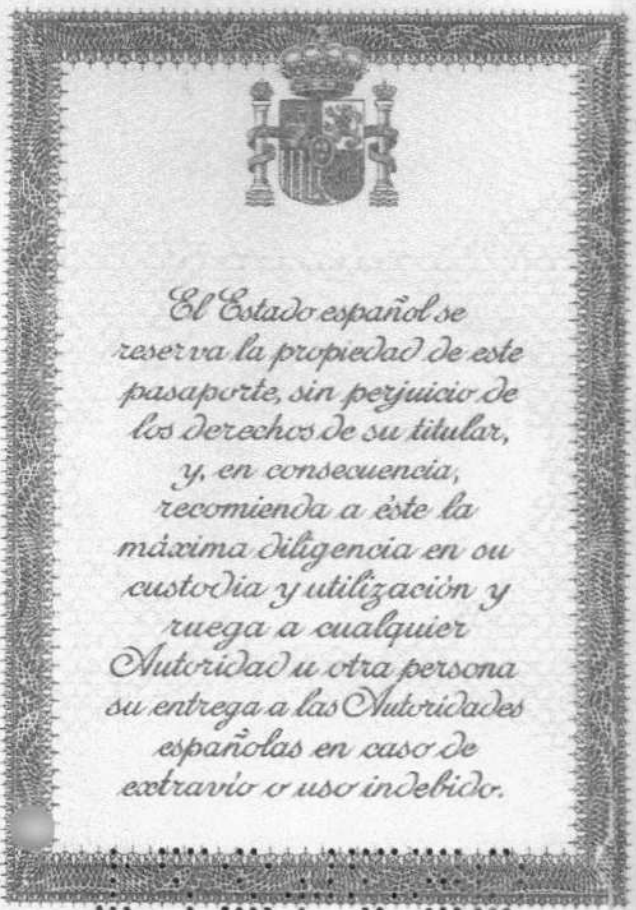 El Estado español se
reserva la propiedad de este
pasaporte, sin perjuicio de
los derechos de su titular,
y, en consecuencia,
recomienda a éste la
máxima diligencia en su
custodia y utilización y
ruega a cualquier
Autoridad u otra persona
su entrega a las Autoridades
españolas en caso de
extravío o uso indebido.